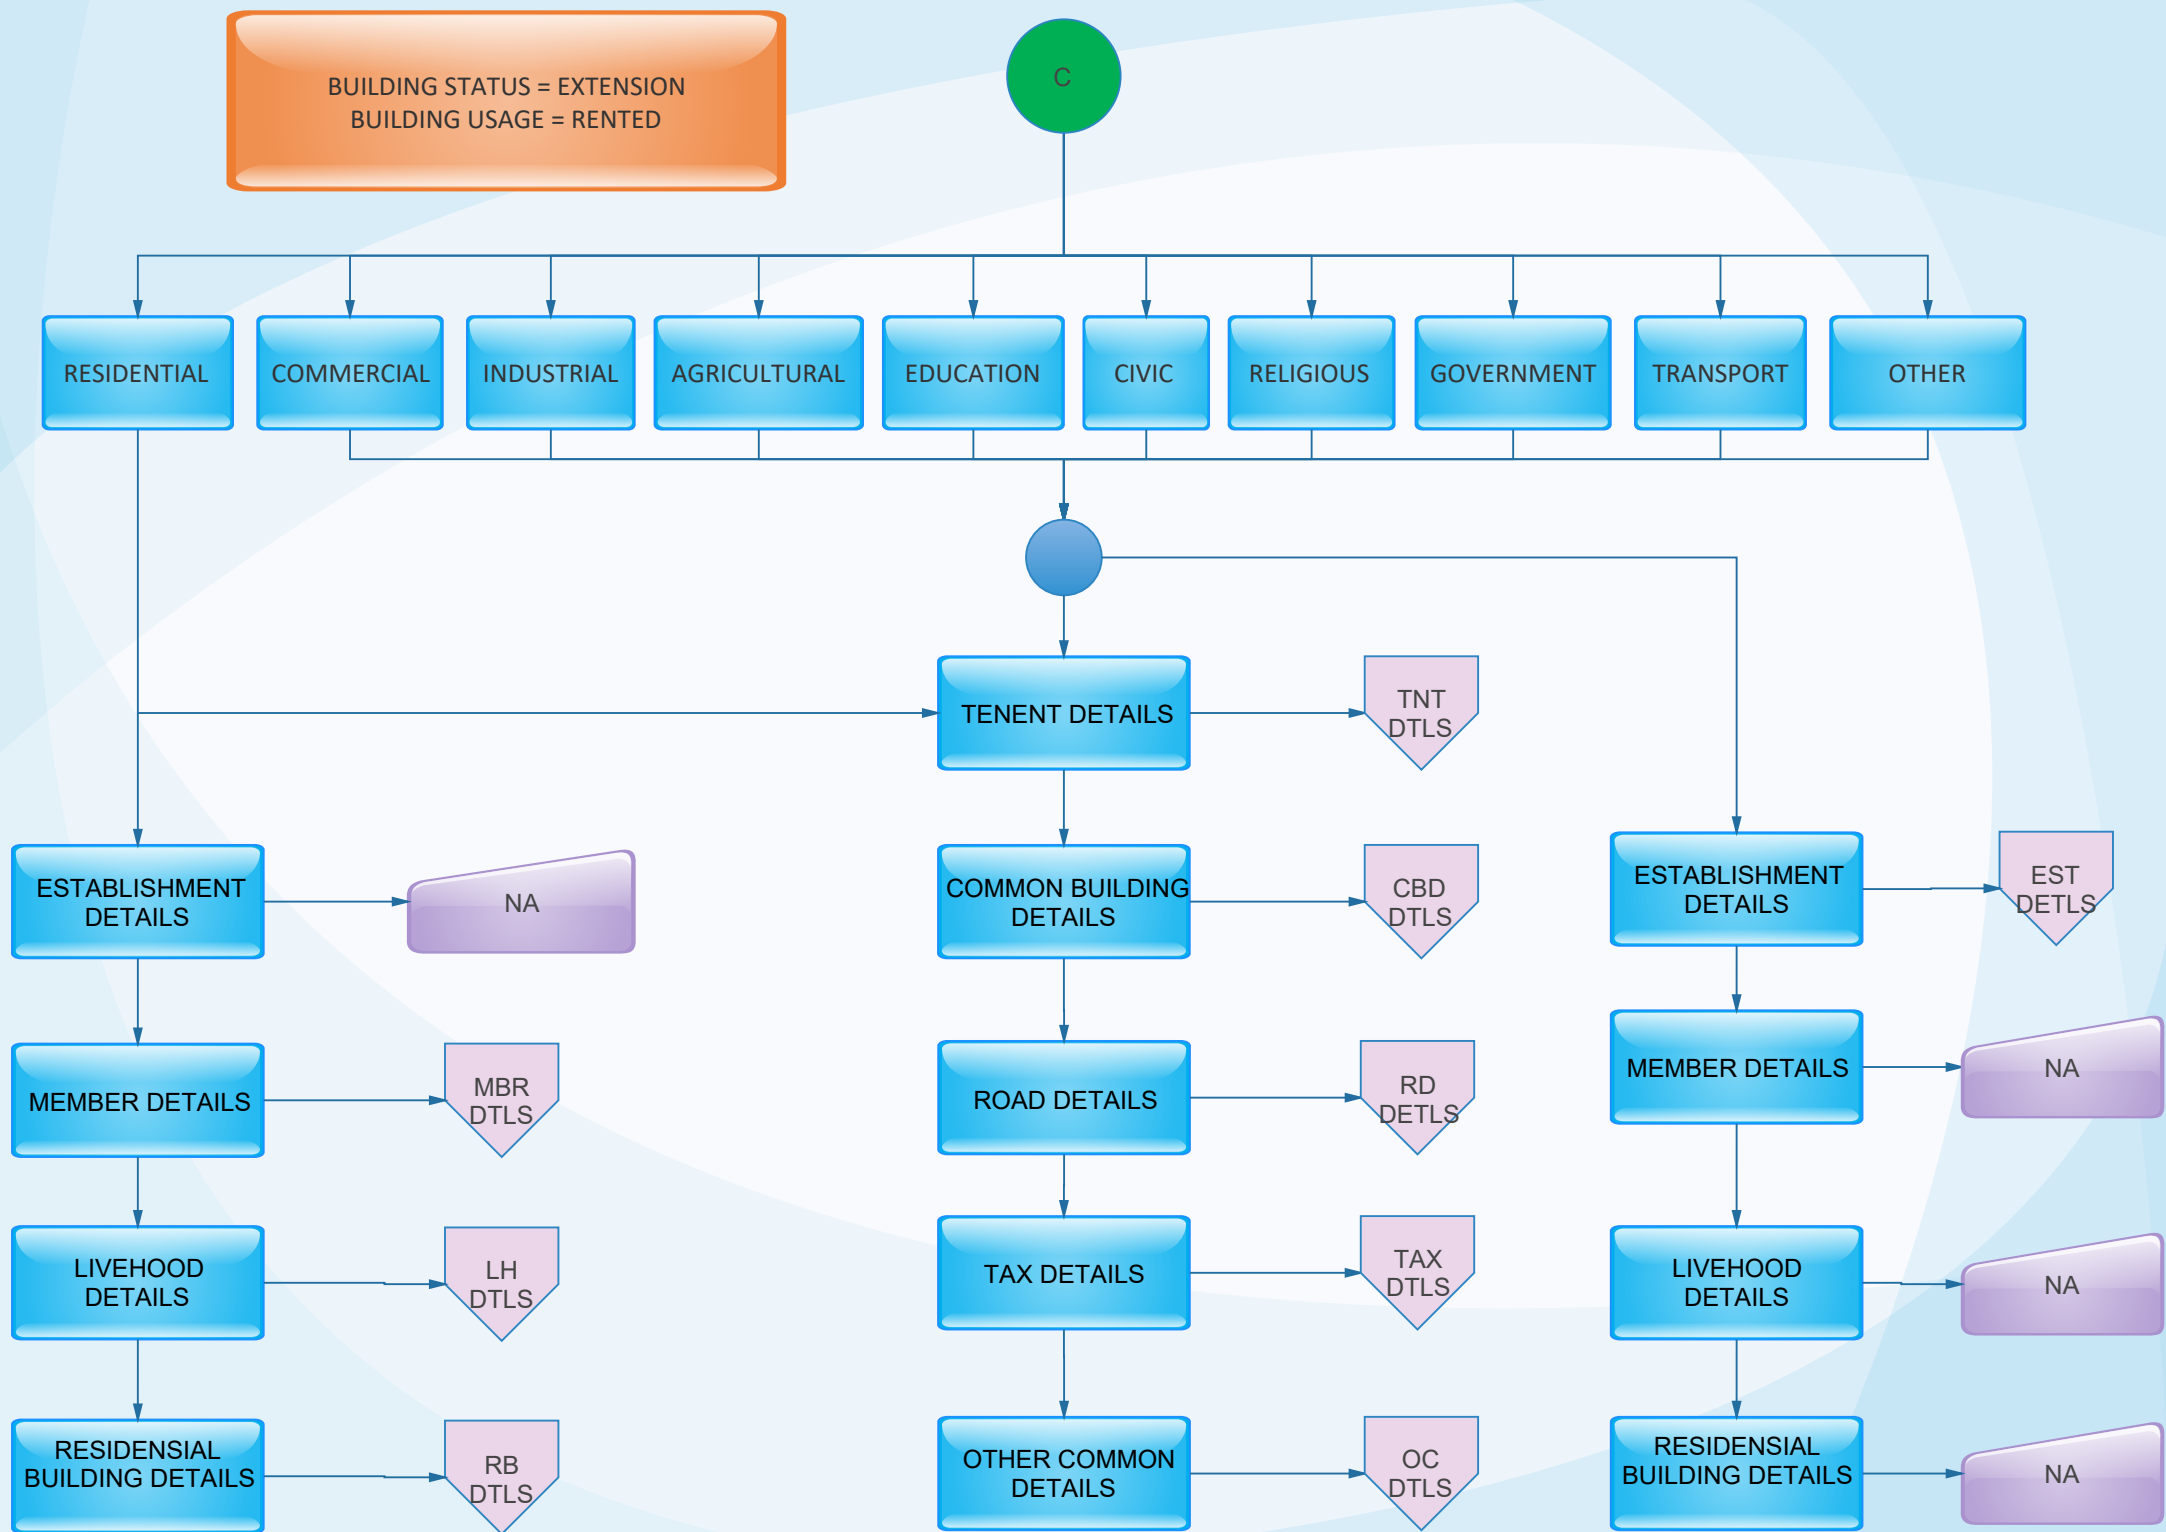 BUILDING STATUS = EXTENSION
BUILDING USAGE = RENTED
C
RESIDENTIAL
COMMERCIAL
INDUSTRIAL
AGRICULTURAL
EDUCATION
CIVIC
RELIGIOUS
GOVERNMENT
TRANSPORT
OTHER
TENENT DETAILS
TNT
DTLS
ESTABLISHMENT
DETAILS
NA
COMMON BUILDING
DETAILS
CBD
DTLS
ESTABLISHMENT
DETAILS
EST
DETLS
MEMBER DETAILS
MBR
DTLS
ROAD DETAILS
RD
DETLS
MEMBER DETAILS
NA
LIVEHOOD
DETAILS
LH
DTLS
TAX DETAILS
TAX
DTLS
LIVEHOOD
DETAILS
NA
RESIDENSIAL
BUILDING DETAILS
RB
DTLS
OTHER COMMON
DETAILS
OC
DTLS
RESIDENSIAL
BUILDING DETAILS
NA